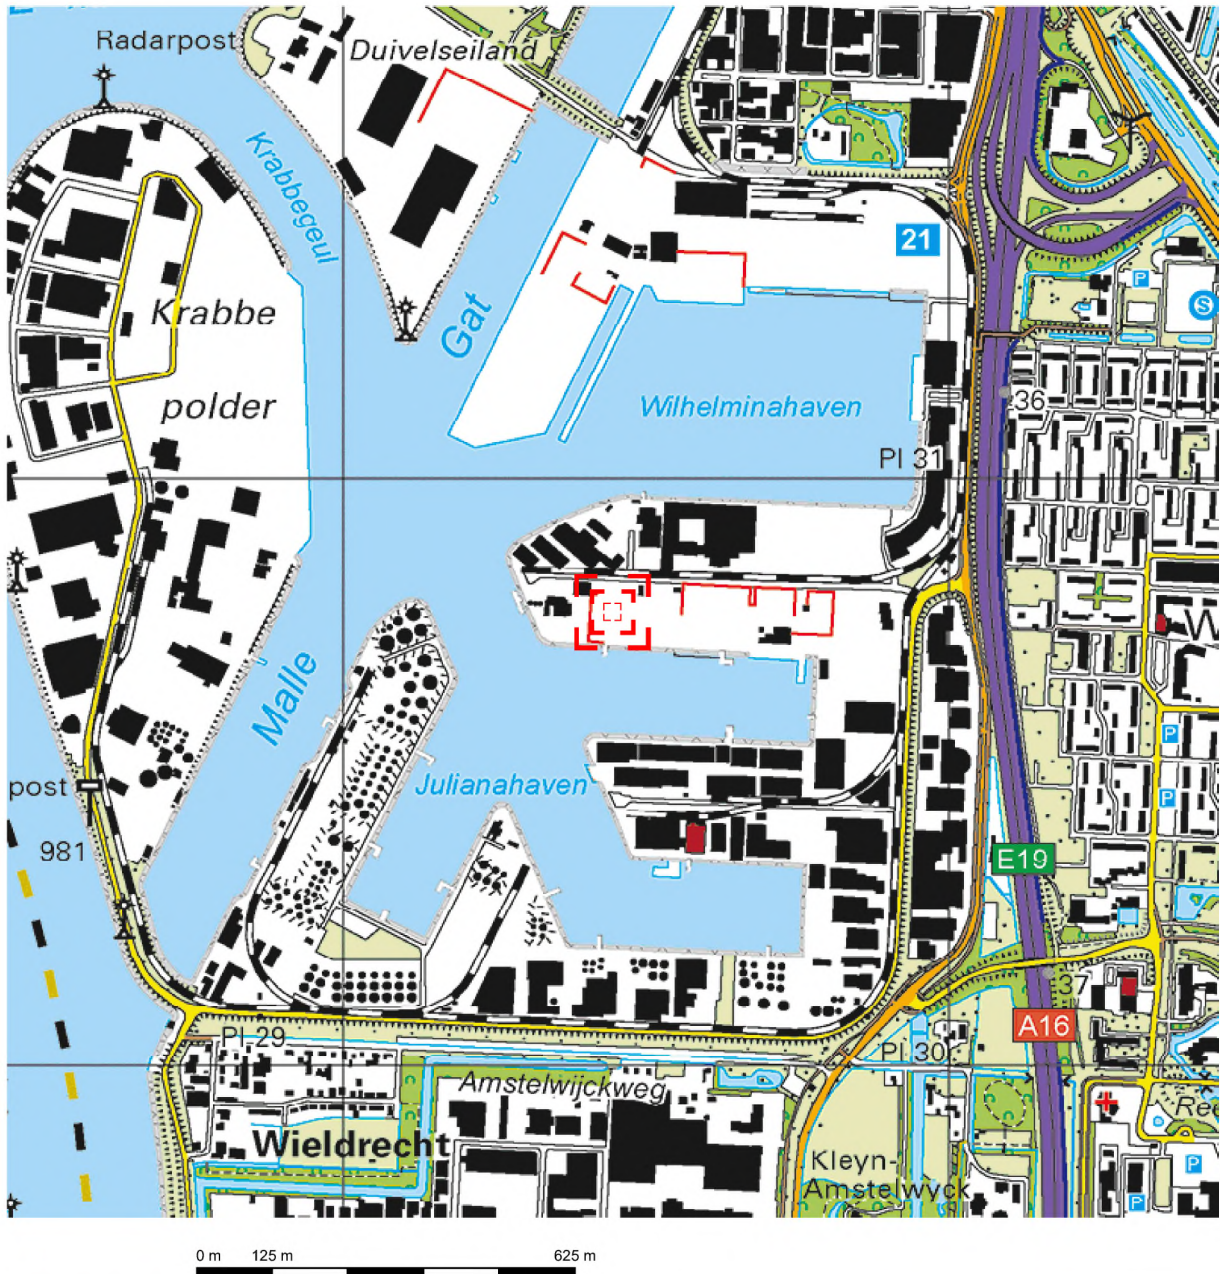 Radarpost
Duivelseiland
Krabbegeul
21
P
S
Krabbe
Gat
polder
Wilhelminahaven
36
Pl 31
W
Malle
P
Julianahaven
post
P
981
E19
37
A16
Pl 29
Pl 30
Amstelwijckweg
Ree
Wieldrecht
Kleyn-
Amstelwyck
P
P
0 m 125 m 625 m